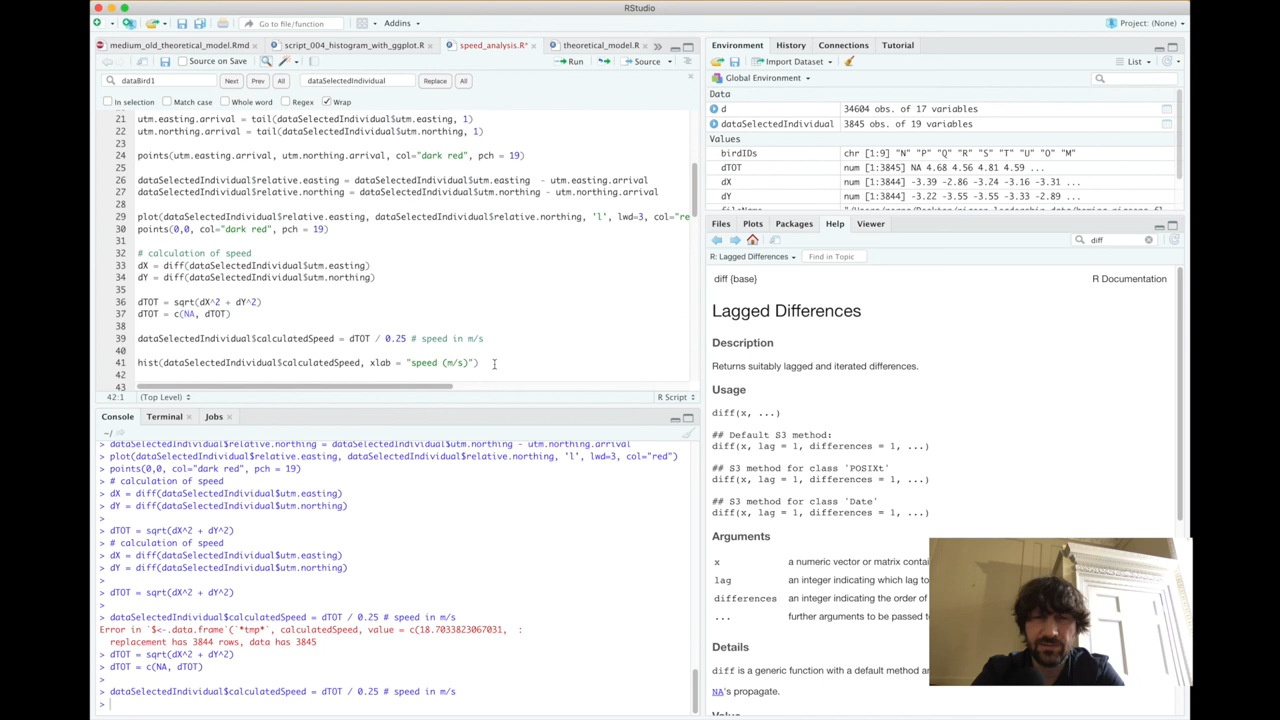 RStudio
Go to file/function
Addins
Project: (None)
medium_old_theoretical_model.Rmd
script_004_histogram_with_ggplot.R
speed_analysis.R*
theoretical_model.R
Source on Save
Run
Source
dataBird1
Next
Prev
All
dataSelectedIndividual
Replace
All
In selection
Match case
Whole word
Regex
Wrap
21 utm.easting.arrival = tail(dataSelectedIndividual$utm.easting, 1)
22 utm.northing.arrival = tail(dataSelectedIndividual$utm.northing, 1)
23
24 points(utm.easting.arrival, utm.northing.arrival, col="dark red", pch = 19)
25
26 dataSelectedIndividual$relative.easting = dataSelectedIndividual$utm.easting - utm.easting.arrival
27 dataSelectedIndividual$relative.northing = dataSelectedIndividual$utm.northing - utm.northing.arrival
28
29 plot(dataSelectedIndividual$relative.easting, dataSelectedIndividual$relative.northing, 'l', lwd=3, col="re
30 points(0,0, col="dark red", pch = 19)
31
32 # calculation of speed
33 dX = diff(dataSelectedIndividual$utm.easting)
34 dY = diff(dataSelectedIndividual$utm.northing)
35
36 dTOT = sqrt(dX^2 + dY^2)
37 dTOT = c(NA, dTOT)
38
39 dataSelectedIndividual$calculatedSpeed = dTOT / 0.25 # speed in m/s
40
41 hist(dataSelectedIndividual$calculatedSpeed, xlab = "speed (m/s)")
42
43
42:1
(Top Level)
R Script
Console
Terminal
Jobs
~/
> dataSelectedIndividual$relative.northing = dataSelectedIndividual$utm.northing - utm.northing.arrival
> plot(dataSelectedIndividual$relative.easting, dataSelectedIndividual$relative.northing, 'l', lwd=3, col="red")
> points(0,0, col="dark red", pch = 19)
> # calculation of speed
> dX = diff(dataSelectedIndividual$utm.easting)
> dY = diff(dataSelectedIndividual$utm.northing)
>
> dTOT = sqrt(dX^2 + dY^2)
> # calculation of speed
> dX = diff(dataSelectedIndividual$utm.easting)
> dY = diff(dataSelectedIndividual$utm.northing)
>
> dTOT = sqrt(dX^2 + dY^2)
>
> dataSelectedIndividual$calculatedSpeed = dTOT / 0.25 # speed in m/s
Error in `$<-.data.frame`(`*tmp*`, calculatedSpeed, value = c(18.7033823067031, :
replacement has 3844 rows, data has 3845
> dTOT = sqrt(dX^2 + dY^2)
> dTOT = c(NA, dTOT)
>
> dataSelectedIndividual$calculatedSpeed = dTOT / 0.25 # speed in m/s
>
Environment
History
Connections
Tutorial
Import Dataset
List
Global Environment
Data
d 34604 obs. of 17 variables
dataSelectedIndividual 3845 obs. of 19 variables
Values
birdIDs chr [1:9] "N" "P" "Q" "R" "S" "T" "U" "O" "M"
dTOT num [1:3845] NA 4.68 4.56 4.81 4.59 ...
dX num [1:3844] -3.39 -2.86 -3.24 -3.16 -3.31 ...
dY num [1:3844] -3.22 -3.55 -3.55 -3.33 -2.89 ...
Files
Plots
Packages
Help
Viewer
diff
R: Lagged Differences
Find in Topic
diff {base}
R Documentation
Lagged Differences
Description
Returns suitably lagged and iterated differences.
Usage
diff(x, ...)
## Default S3 method:
diff(x, lag = 1, differences = 1, ...)
## S3 method for class 'POSIXt'
diff(x, lag = 1, differences = 1, ...)
## S3 method for class 'Date'
diff(x, lag = 1, differences = 1, ...)
Arguments
x a numeric vector or matrix contai
lag an integer indicating which lag to
differences an integer indicating the order of
... further arguments to be passed to
Details
diff is a generic function with a default method a
NA's propagate.